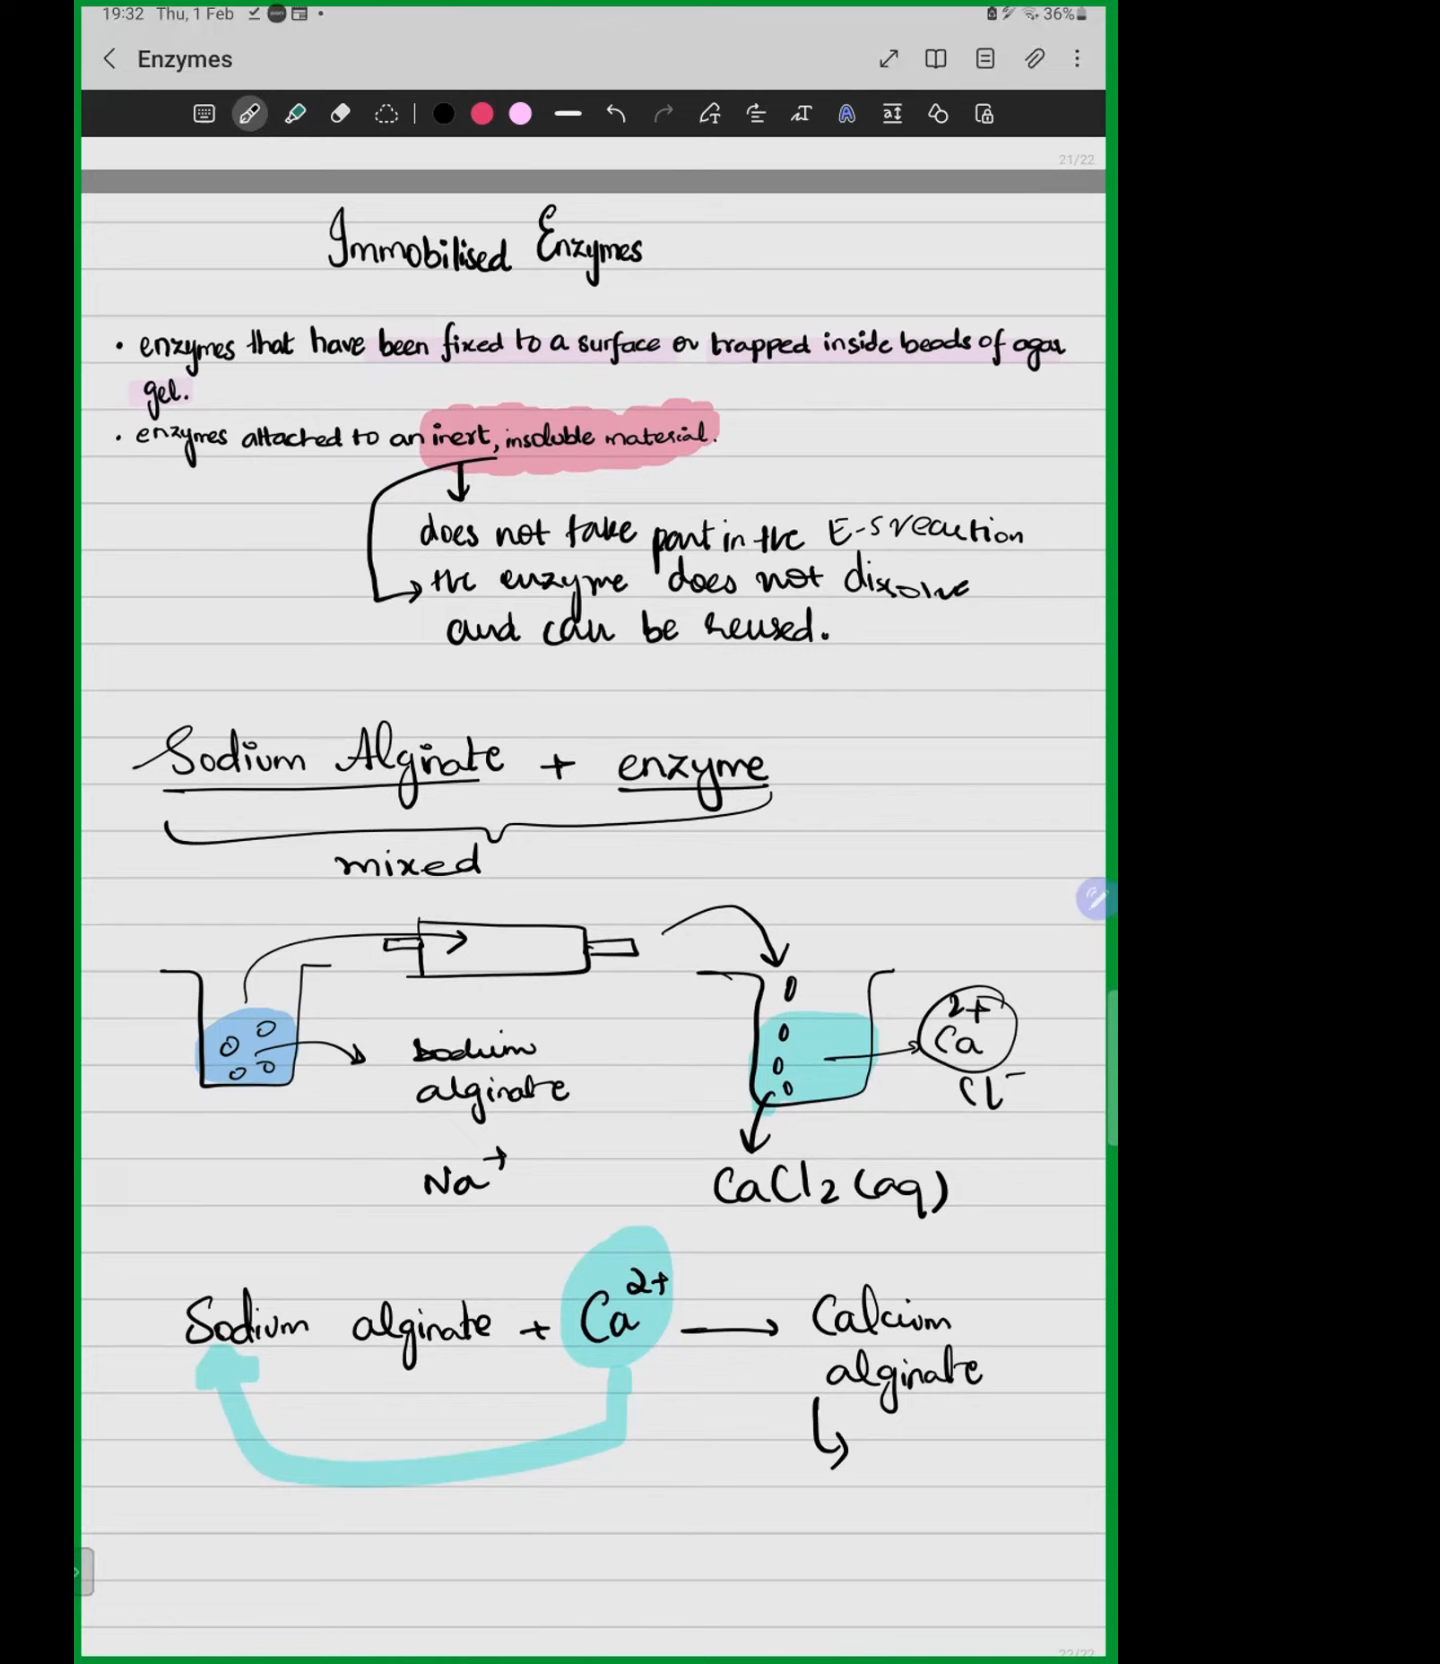 19:32 Thu, 1 Feb
36%
Enzymes
21/22
Immobilised Enzymes
• enzymes that have been fixed to a surface or trapped inside beads of agar
gel.
• enzymes attached to an inert, insoluble material.
does not take part in the E-S reaction
the enzyme does not dissolve
and can be reused.
Sodium Alginate + enzyme
mixed
2+
Ca
Cl⁻
sodium
alginate
Na⁺
CaCl₂ (aq)
Sodium alginate + Ca²⁺ → Calcium
alginate
22/22